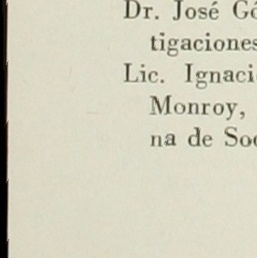 Dr. José Gó
tigaciones
Lic. Ignaci
Monroy,
na de Soc